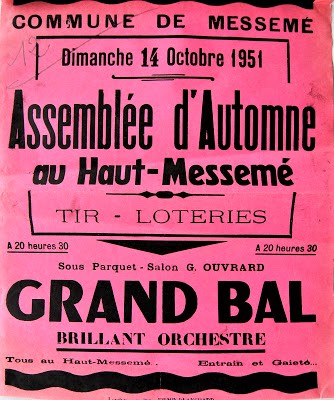 COMMUNE DE MESSEMÉ
Dimanche 14 Octobre 1951
Assemblée d'Automne
au Haut-Messemé
TIR - LOTERIES
A 20 heures 30 A 20 heures 30
Sous Parquet - Salon G. OUVRARD
GRAND BAL
BRILLANT ORCHESTRE
Tous au Haut-Messemé.. Entrain et Gaieté...